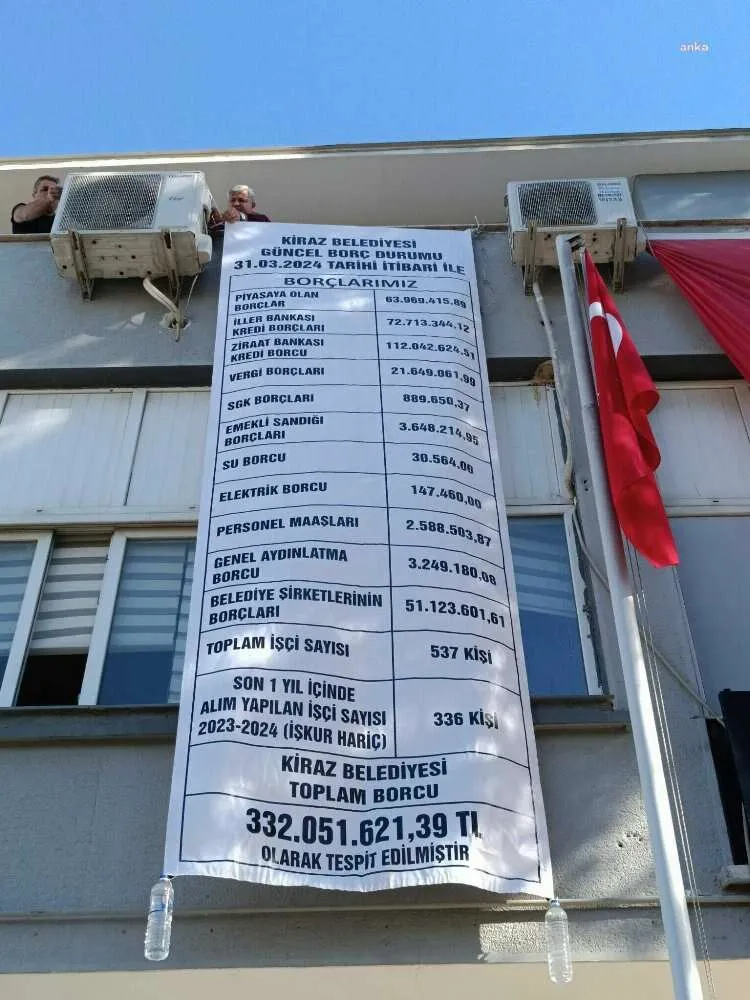 anka
KİRAZ BELEDİYESİ
GÜNCEL BORÇ DURUMU
31.03.2024 TARİHİ İTİBARİ İLE
BORÇLARIMIZ
PİYASAYA OLAN
BORÇLAR
63.969.415,89
İLLER BANKASI
KREDİ BORÇLARI
72.713.344,12
ZİRAAT BANKASI
KREDİ BORCU
112.042.624,51
VERGİ BORÇLARI
21.649.061,90
SGK BORÇLARI
889.650,37
EMEKLİ SANDIĞI
BORÇLARI
3.648.214,95
SU BORCU
30.564,00
ELEKTRİK BORCU
147.460,00
PERSONEL MAAŞLARI
2.588.503,87
GENEL AYDINLATMA
BORCU
3.249.180,08
BELEDİYE ŞİRKETLERİNİN
BORÇLARI
51.123.601,61
TOPLAM İŞÇİ SAYISI
537 KİŞİ
SON 1 YIL İÇİNDE
ALIM YAPILAN İŞÇİ SAYISI
2023-2024 (İŞKUR HARİÇ)
336 KİŞİ
KİRAZ BELEDİYESİ
TOPLAM BORCU
332.051.621,39 TL
OLARAK TESPİT EDİLMİŞTİR